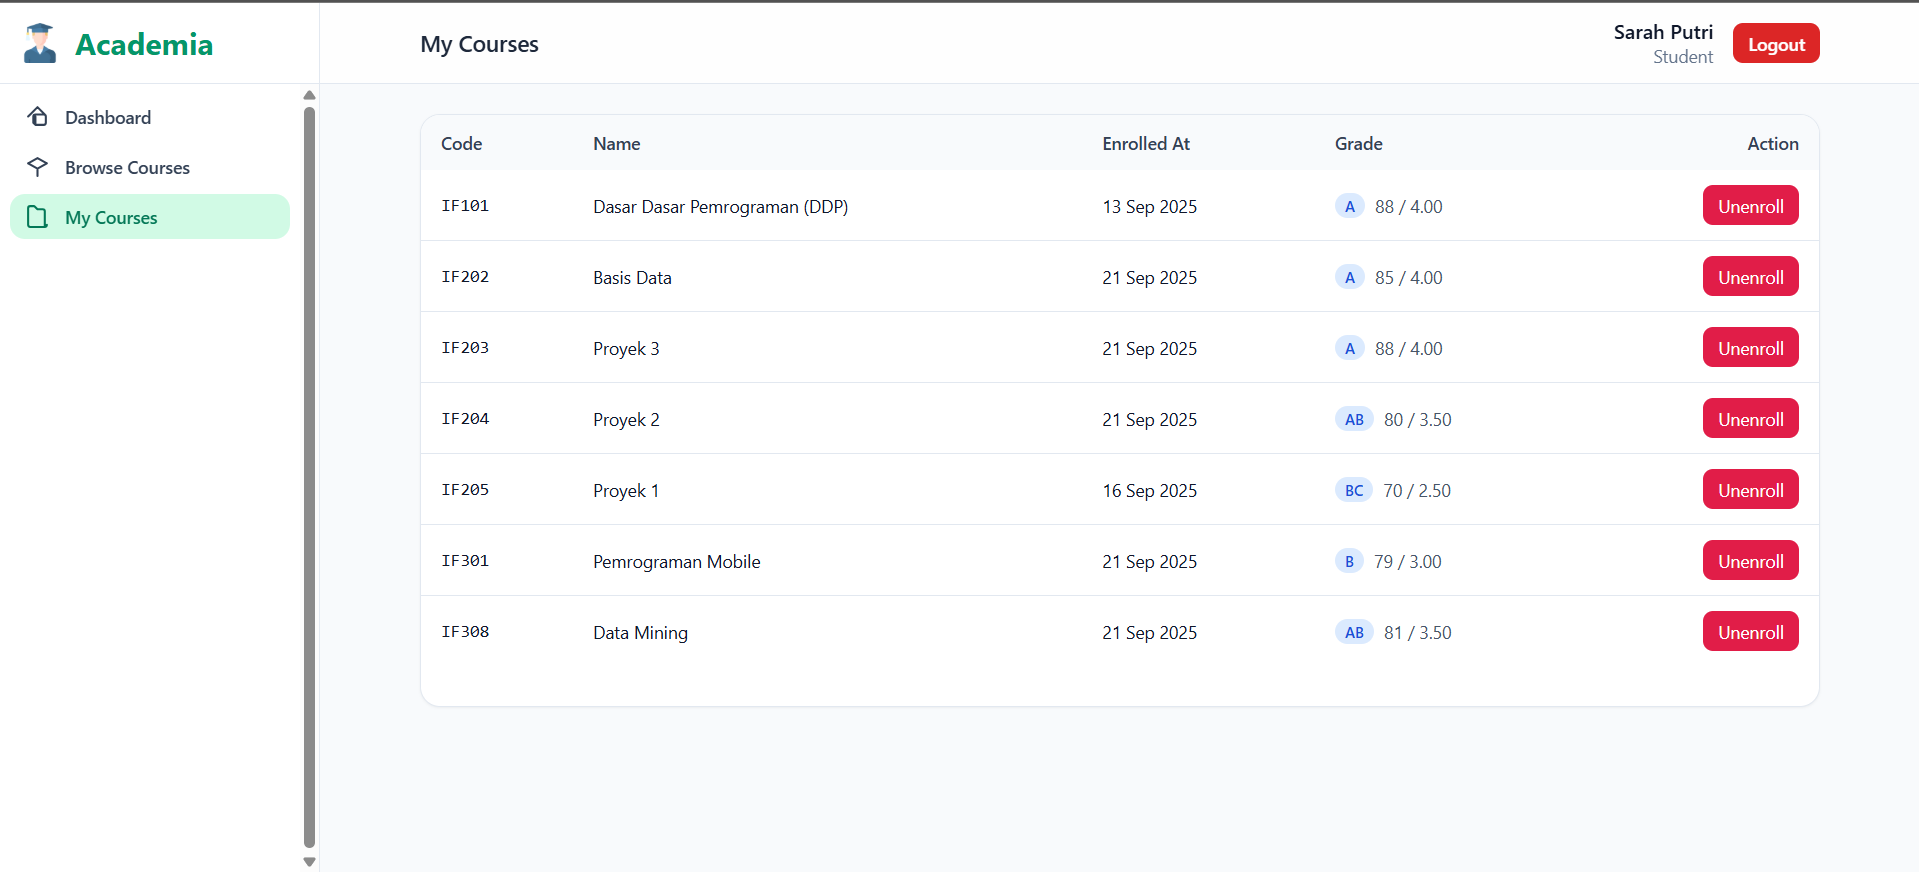 Academia
My Courses
Sarah Putri
Student
Logout
Dashboard
Browse Courses
My Courses
Code Name Enrolled At Grade Action
IF101 Dasar Dasar Pemrograman (DDP) 13 Sep 2025 A 88 / 4.00 Unenroll
IF202 Basis Data 21 Sep 2025 A 85 / 4.00 Unenroll
IF203 Proyek 3 21 Sep 2025 A 88 / 4.00 Unenroll
IF204 Proyek 2 21 Sep 2025 AB 80 / 3.50 Unenroll
IF205 Proyek 1 16 Sep 2025 BC 70 / 2.50 Unenroll
IF301 Pemrograman Mobile 21 Sep 2025 B 79 / 3.00 Unenroll
IF308 Data Mining 21 Sep 2025 AB 81 / 3.50 Unenroll